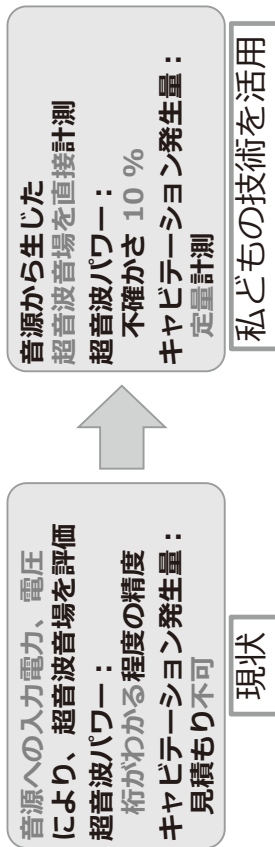 音源への入力電力、電圧
により、超音波音場を評価
超音波パワー：
桁がわかる程度の精度
キャビテーション発生量：
見積もり不可
現状
音源から生じた
超音波音場を直接計測
超音波パワー：
不確かさ 10 %
キャビテーション発生量：
定量計測
私どもの技術を活用